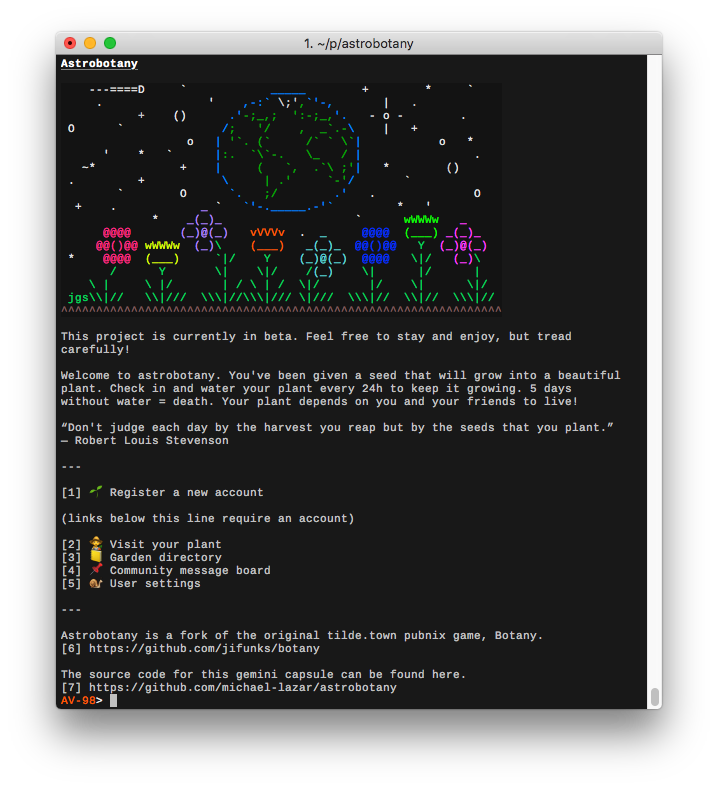 1. ~/p/astrobotany
Astrobotany
jgs
This project is currently in beta. Feel free to stay and enjoy, but tread
carefully!
Welcome to astrobotany. You've been given a seed that will grow into a beautiful
plant. Check in and water your plant every 24h to keep it growing. 5 days
without water = death. Your plant depends on you and your friends to live!
“Don't judge each day by the harvest you reap but by the seeds that you plant.”
— Robert Louis Stevenson
---
[1] 🌱 Register a new account
(links below this line require an account)
[2] Visit your plant
[3] Garden directory
[4] 📌 Community message board
[5] 🐌 User settings
---
Astrobotany is a fork of the original tilde.town pubnix game, Botany.
[6] https://github.com/jifunks/botany
The source code for this gemini capsule can be found here.
[7] https://github.com/michael-lazar/astrobotany
AV-98>